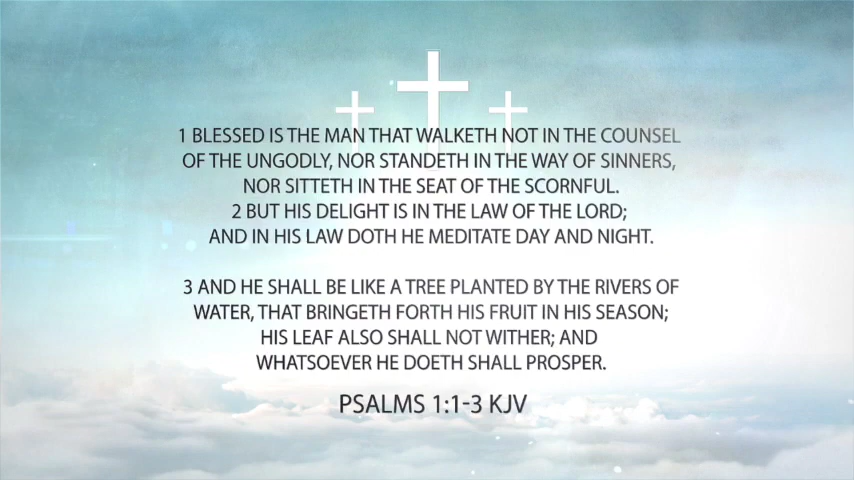 1 BLESSED IS THE MAN THAT WALKETH NOT IN THE COUNSEL
OF THE UNGODLY, NOR STANDETH IN THE WAY OF SINNERS,
NOR SITTETH IN THE SEAT OF THE SCORNFUL.
2 BUT HIS DELIGHT IS IN THE LAW OF THE LORD;
AND IN HIS LAW DOTH HE MEDITATE DAY AND NIGHT.
3 AND HE SHALL BE LIKE A TREE PLANTED BY THE RIVERS OF
WATER, THAT BRINGETH FORTH HIS FRUIT IN HIS SEASON;
HIS LEAF ALSO SHALL NOT WITHER; AND
WHATSOEVER HE DOETH SHALL PROSPER.
PSALMS 1:1-3 KJV